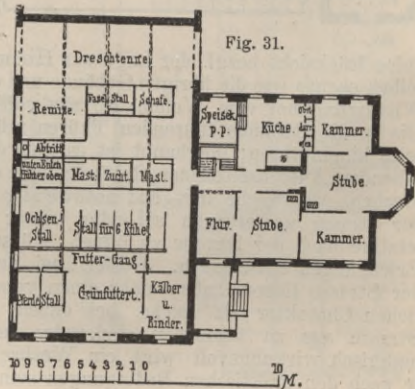 Fig. 31.
Dreschtenne
Remise.
Fase
Stall
Schafe.
Abtritt
unten Enten
Hühner oben
Mast.
Zucht.
Mast.
Ochsen-
Stall.
Stall für 6 Kühe
Futter-Gang.
Pferde Stall.
Grünfuttert.
Kälber
u.
Rinder.
Speisek.
p.p.
Küche.
Kammer.
Stube.
Flur.
Stube.
Kammer.
10 9 8 7 6 5 4 3 2 1 0
10
M.